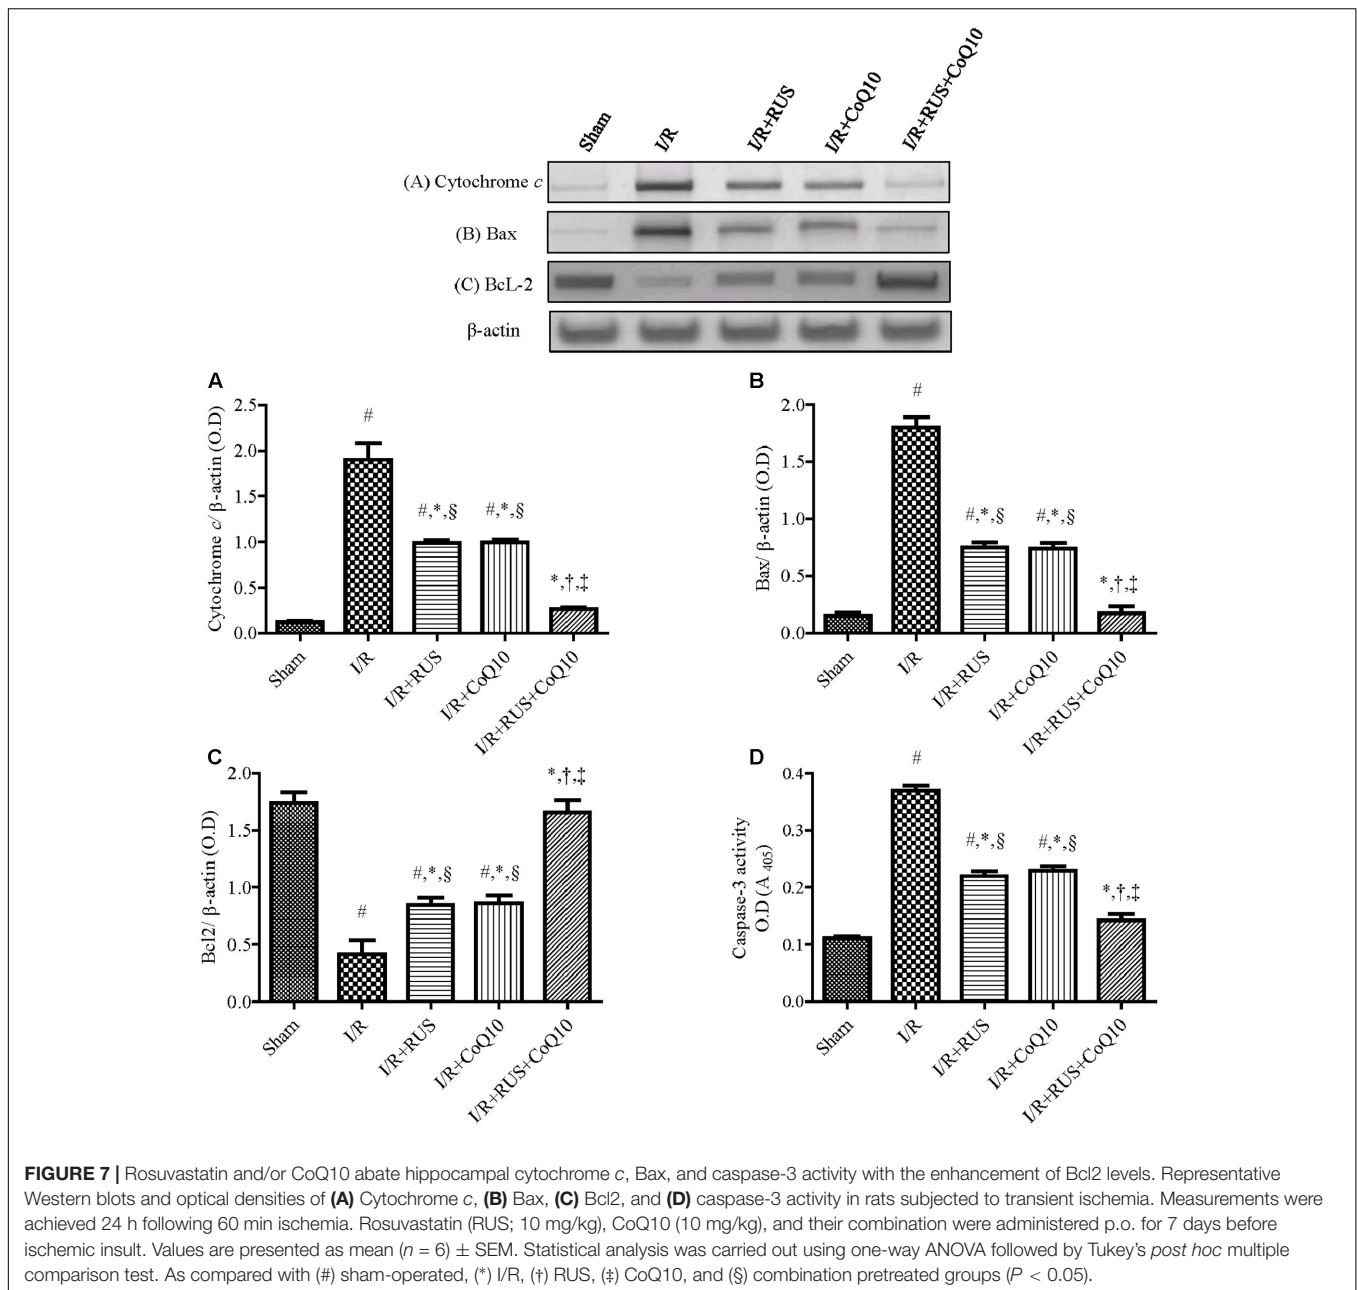 Sham
I/R
I/R+RUS
I/R+CoQ10
I/R+RUS+CoQ10
(A) Cytochrome c
(B) Bax
(C) BcL-2
β-actin
A
Cytochrome c/ β-actin (O.D)
2.5
2.0
1.5
1.0
0.5
0.0
#
#,*,§
#,*,§
*,†,‡
Sham
I/R
I/R+RUS
I/R+CoQ10
I/R+RUS+CoQ10
B
Bax/ β-actin (O.D)
2.0
1.5
1.0
0.5
0.0
#
#,*,§
#,*,§
*,†,‡
Sham
I/R
I/R+RUS
I/R+CoQ10
I/R+RUS+CoQ10
C
Bcl2/ β-actin (O.D)
2.0
1.5
1.0
0.5
0.0
#
#,*,§
#,*,§
*,†,‡
Sham
I/R
I/R+RUS
I/R+CoQ10
I/R+RUS+CoQ10
D
Caspase-3 activity
O.D (A 405)
0.4
0.3
0.2
0.1
0.0
#
#,*,§
#,*,§
*,†,‡
Sham
I/R
I/R+RUS
I/R+CoQ10
I/R+RUS+CoQ10
FIGURE 7 | Rosuvastatin and/or CoQ10 abate hippocampal cytochrome c, Bax, and caspase-3 activity with the enhancement of Bcl2 levels. Representative
Western blots and optical densities of (A) Cytochrome c, (B) Bax, (C) Bcl2, and (D) caspase-3 activity in rats subjected to transient ischemia. Measurements were
achieved 24 h following 60 min ischemia. Rosuvastatin (RUS; 10 mg/kg), CoQ10 (10 mg/kg), and their combination were administered p.o. for 7 days before
ischemic insult. Values are presented as mean (n = 6) ± SEM. Statistical analysis was carried out using one-way ANOVA followed by Tukey's post hoc multiple
comparison test. As compared with (#) sham-operated, (*) I/R, (†) RUS, (‡) CoQ10, and (§) combination pretreated groups (P < 0.05).